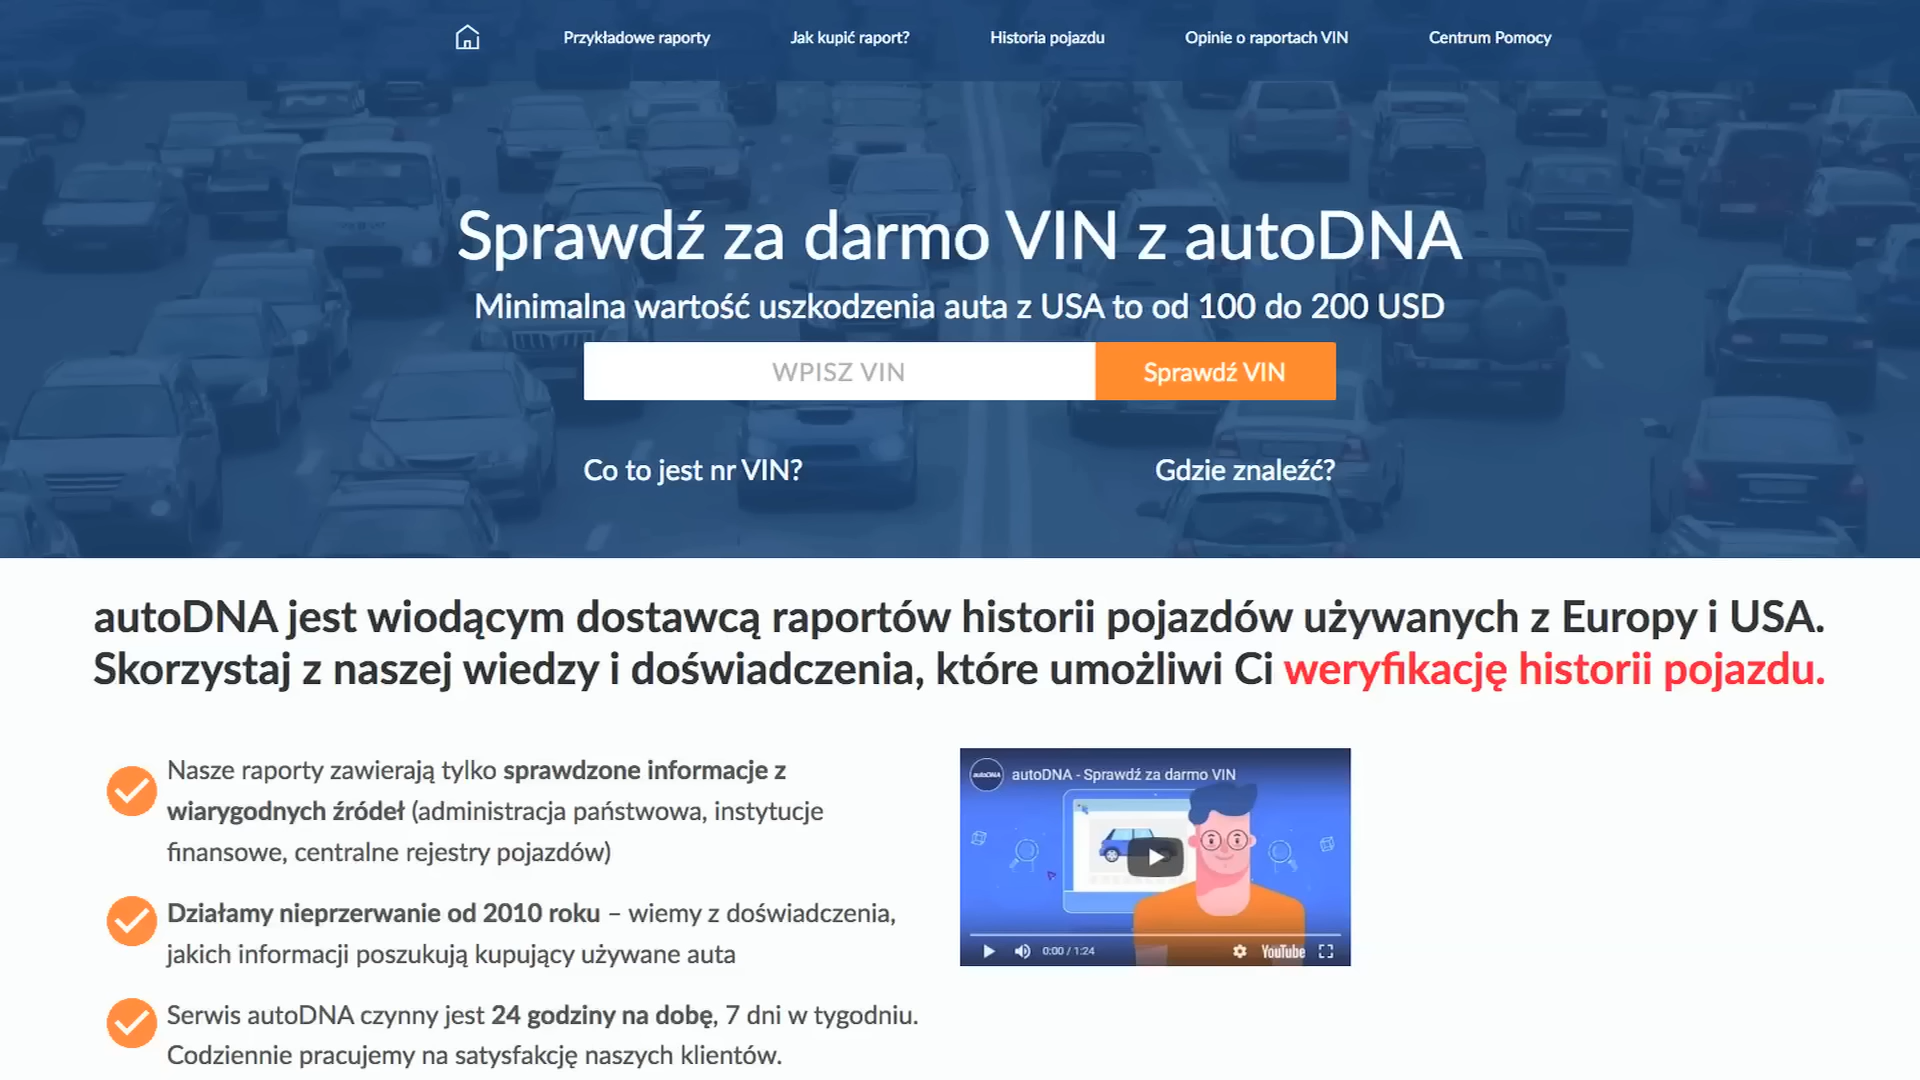 Przykładowe raporty
Jak kupić raport?
Historia pojazdu
Opinie o raportach VIN
Centrum Pomocy
Sprawdź za darmo VIN z autoDNA
Minimalna wartość uszkodzenia auta z USA to od 100 do 200 USD
WPISZ VIN
Sprawdź VIN
Co to jest nr VIN?
Gdzie znaleźć?
autoDNA jest wiodącym dostawcą raportów historii pojazdów używanych z Europy i USA.
Skorzystaj z naszej wiedzy i doświadczenia, które umożliwi Ci weryfikację historii pojazdu.
Nasze raporty zawierają tylko sprawdzone informacje z
wiarygodnych źródeł (administracja państwowa, instytucje
finansowe, centralne rejestry pojazdów)
Działamy nieprzerwanie od 2010 roku – wiemy z doświadczenia,
jakich informacji poszukują kupujący używane auta
Serwis autoDNA czynny jest 24 godziny na dobę, 7 dni w tygodniu.
Codziennie pracujemy na satysfakcję naszych klientów.
autoDNA
autoDNA - Sprawdź za darmo VIN
0:00 / 1:24
YouTube